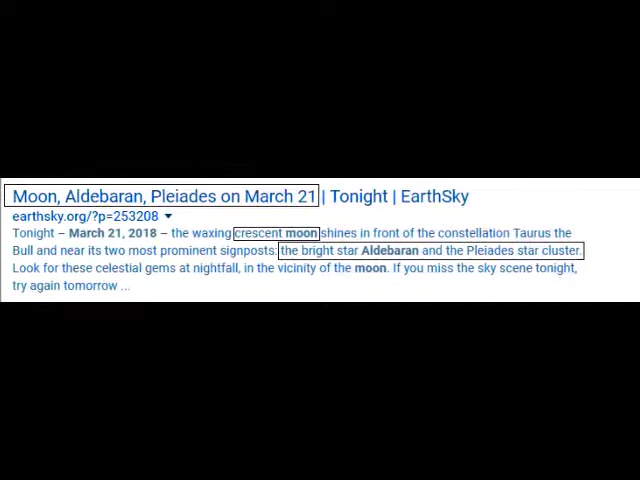 Moon, Aldebaran, Pleiades on March 21 | Tonight | EarthSky
earthsky.org/?p=253208
Tonight – March 21, 2018 – the waxing crescent moon shines in front of the constellation Taurus the
Bull and near its two most prominent signposts: the bright star Aldebaran and the Pleiades star cluster.
Look for these celestial gems at nightfall, in the vicinity of the moon. If you miss the sky scene tonight,
try again tomorrow ...